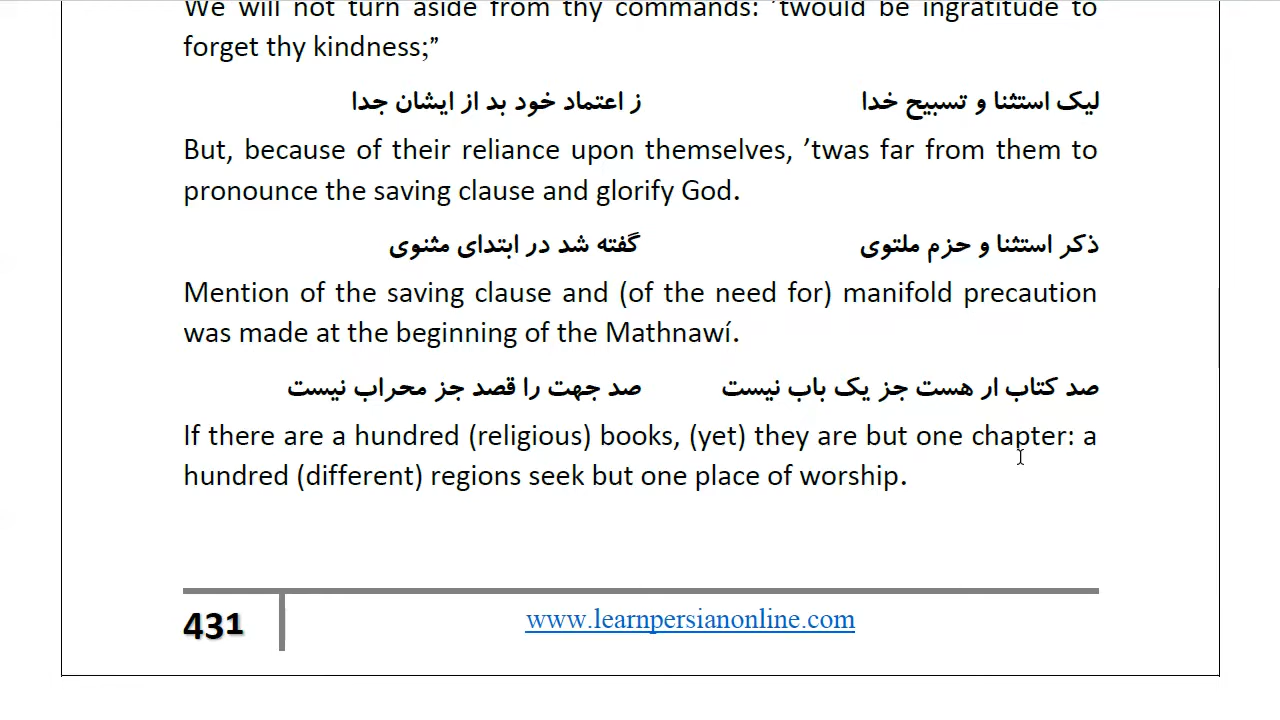 We will not turn aside from thy commands: ’twould be ingratitude to
forget thy kindness;”
لیک استثنا و تسبیح خدا ز اعتماد خود بد از ایشان جدا
But, because of their reliance upon themselves, ’twas far from them to
pronounce the saving clause and glorify God.
ذکر استثنا و حزم ملتوی گفته شد در ابتدای مثنوی
Mention of the saving clause and (of the need for) manifold precaution
was made at the beginning of the Mathnawí.
صد کتاب ار هست جز یک باب نیست صد جهت را قصد جز محراب نیست
If there are a hundred (religious) books, (yet) they are but one chapter: a
hundred (different) regions seek but one place of worship.
431 www.learnpersianonline.com